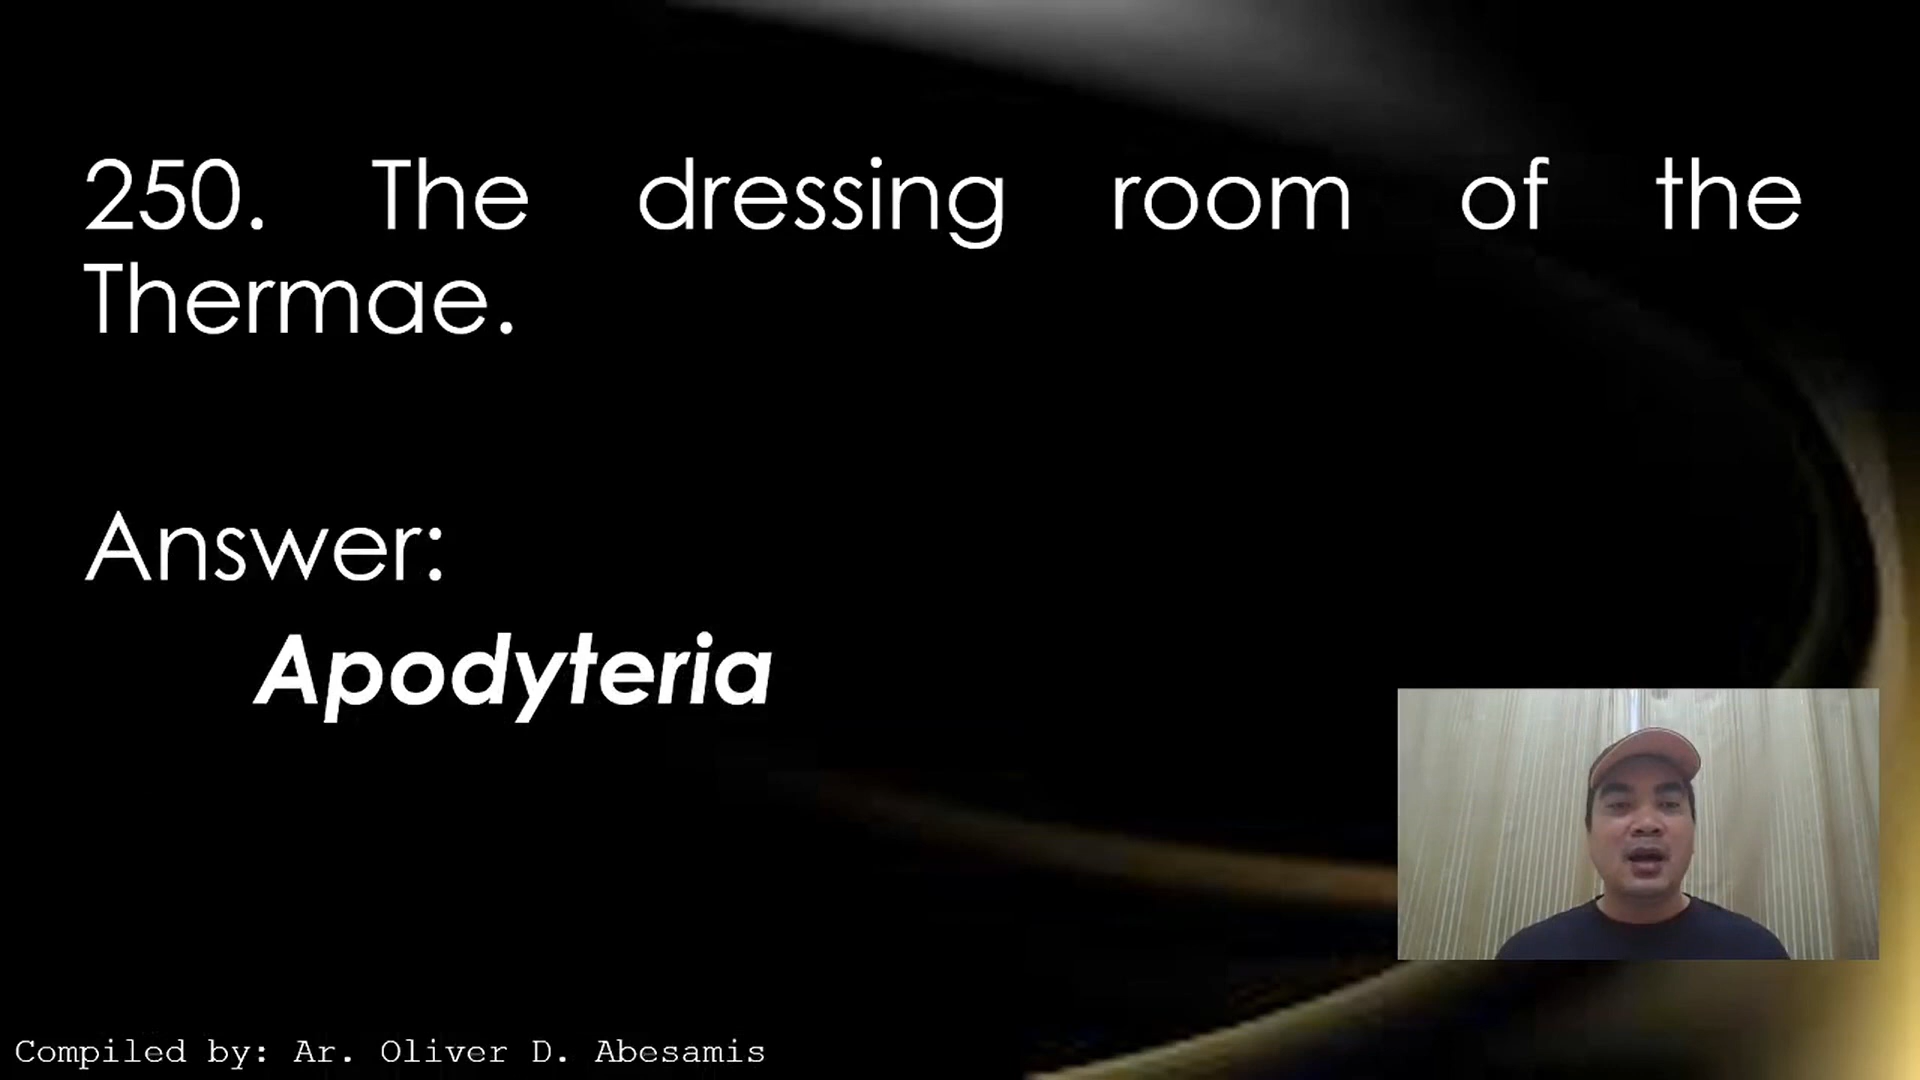 250. The dressing room of the
Thermae.
Answer:
Apodyteria
Compiled by: Ar. Oliver D. Abesamis